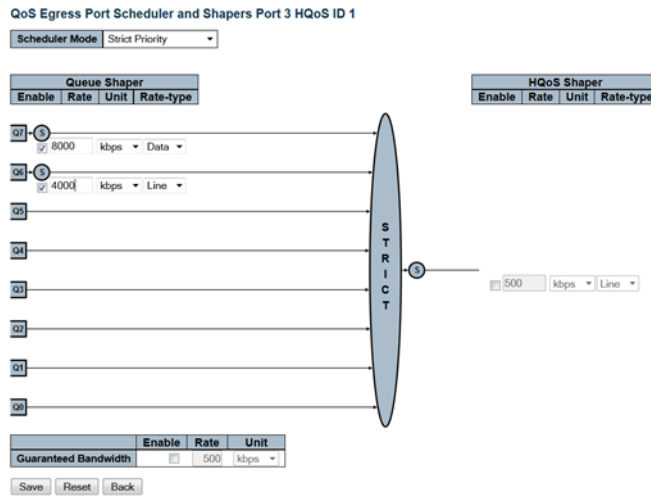 QoS Egress Port Scheduler and Shapers Port 3 HQoS ID 1
Scheduler Mode Strict Priority
Queue Shaper HQoS Shaper
Enable Rate Unit Rate-type Enable Rate Unit Rate-type
Q7 S
8000 kbps Data
Q6 S
4000 kbps Line
Q5
Q4
Q3
Q2
Q1
Q0
STRICT
S
500 kbps Line
Enable Rate Unit
Guaranteed Bandwidth 500 kbps
Save Reset Back